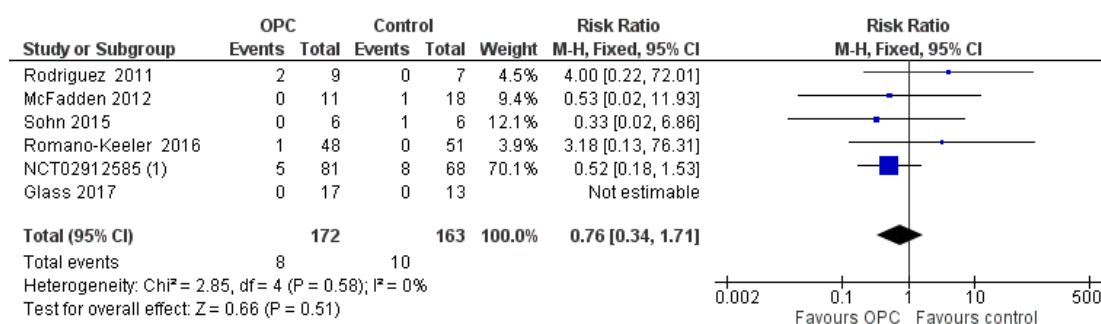 OPC Control Risk Ratio Risk Ratio
Study or Subgroup Events Total Events Total Weight M-H, Fixed, 95% CI M-H, Fixed, 95% CI
Rodriguez 2011 2 9 0 7 4.5% 4.00 [0.22, 72.01]
McFadden 2012 0 11 1 18 9.4% 0.53 [0.02, 11.93]
Sohn 2015 0 6 1 6 12.1% 0.33 [0.02, 6.86]
Romano-Keeler 2016 1 48 0 51 3.9% 3.18 [0.13, 76.31]
NCT02912585 (1) 5 81 8 68 70.1% 0.52 [0.18, 1.53]
Glass 2017 0 17 0 13 Not estimable
Total (95% CI) 172 163 100.0% 0.76 [0.34, 1.71]
Total events 8 10
Heterogeneity: Chi² = 2.85, df = 4 (P = 0.58); I² = 0%
Test for overall effect: Z = 0.66 (P = 0.51)
0.002 0.1 1 10 500
Favours OPC Favours control